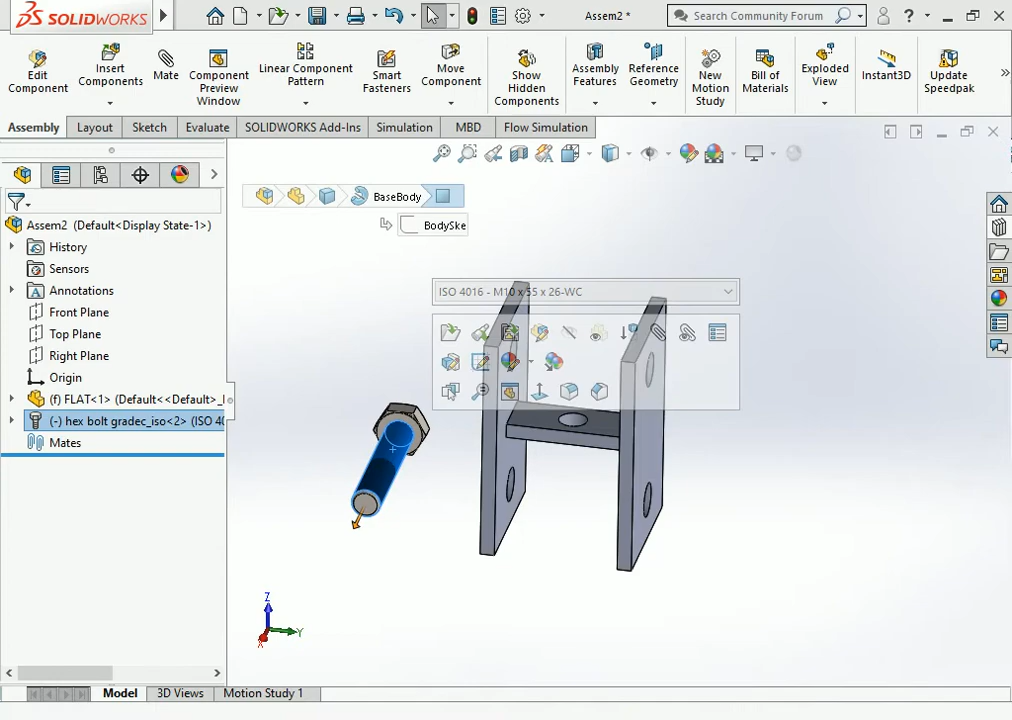 SOLIDWORKS
Assem2 *
Search Community Forum
Edit Component
Insert Components
Mate
Component Preview Window
Linear Component Pattern
Smart Fasteners
Move Component
Show Hidden Components
Assembly Features
Reference Geometry
New Motion Study
Bill of Materials
Exploded View
Instant3D
Update Speedpak
Assembly
Layout
Sketch
Evaluate
SOLIDWORKS Add-Ins
Simulation
MBD
Flow Simulation
BaseBody
BodySke
Assem2 (Default<Display State-1>)
History
Sensors
Annotations
Front Plane
Top Plane
Right Plane
Origin
(f) FLAT<1> (Default<<Default>_
(-) hex bolt gradec_iso<2> (ISO 40
Mates
ISO 4016 - M10 x 55 x 26-WC
Z
Y
X
Model
3D Views
Motion Study 1